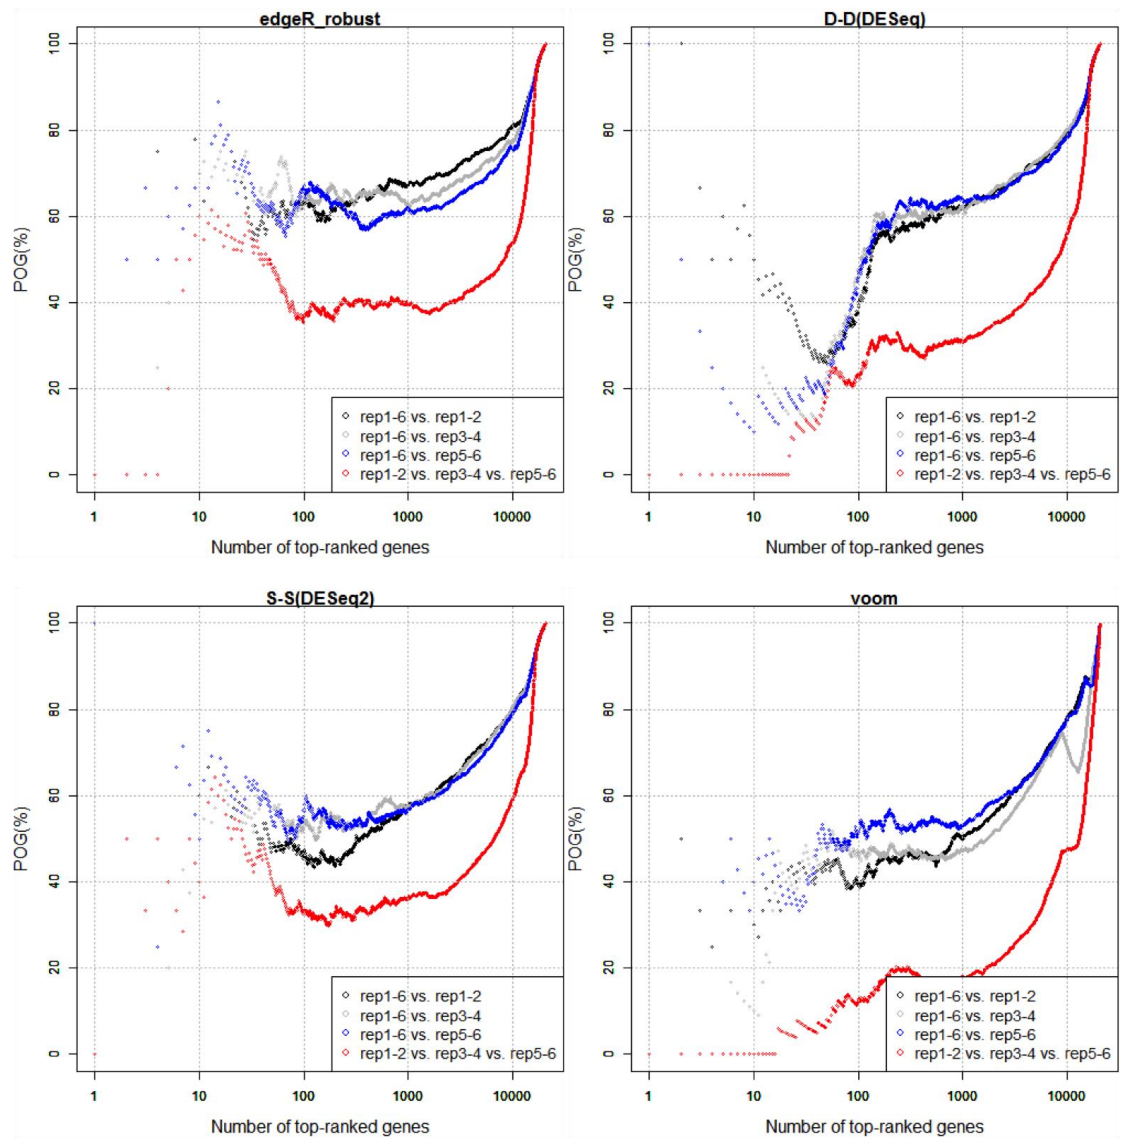 edgeR_robust
POG(%)
100
80
60
40
20
0
rep1-6 vs. rep1-2
rep1-6 vs. rep3-4
rep1-6 vs. rep5-6
rep1-2 vs. rep3-4 vs. rep5-6
1 10 100 1000 10000
Number of top-ranked genes
D-D(DESeq)
POG(%)
100
80
60
40
20
0
rep1-6 vs. rep1-2
rep1-6 vs. rep3-4
rep1-6 vs. rep5-6
rep1-2 vs. rep3-4 vs. rep5-6
1 10 100 1000 10000
Number of top-ranked genes
S-S(DESeq2)
POG(%)
100
80
60
40
20
0
rep1-6 vs. rep1-2
rep1-6 vs. rep3-4
rep1-6 vs. rep5-6
rep1-2 vs. rep3-4 vs. rep5-6
1 10 100 1000 10000
Number of top-ranked genes
voom
POG(%)
100
80
60
40
20
0
rep1-6 vs. rep1-2
rep1-6 vs. rep3-4
rep1-6 vs. rep5-6
rep1-2 vs. rep3-4 vs. rep5-6
1 10 100 1000 10000
Number of top-ranked genes